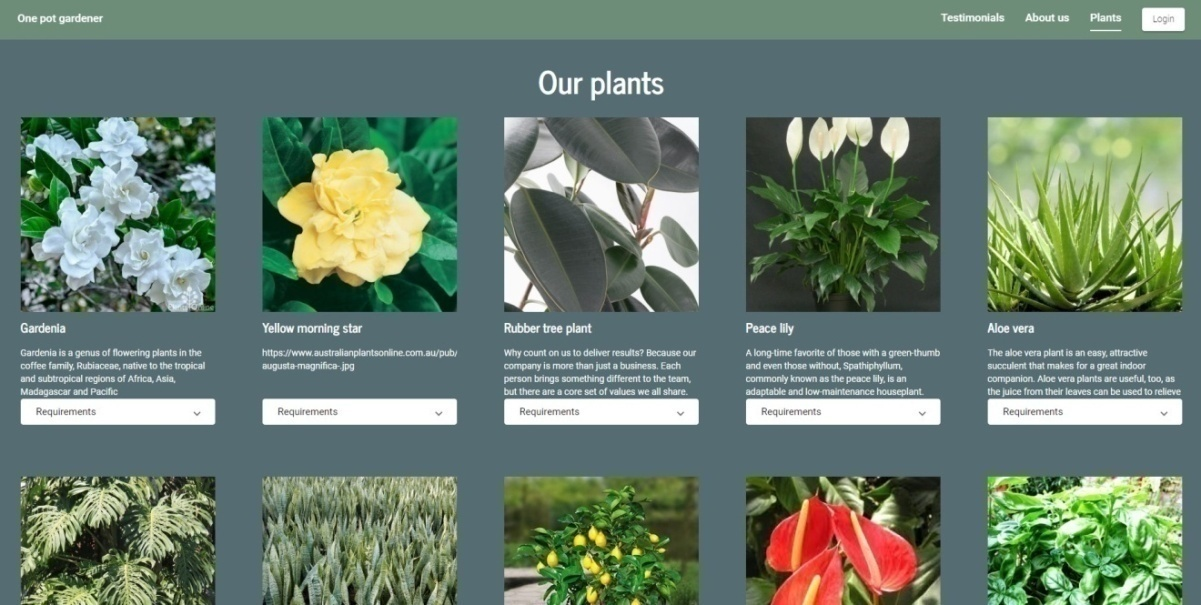 One pot gardener
Testimonials
About us
Plants
Login
Our plants
Gardenia
Gardenia is a genus of flowering plants in the
coffee family, Rubiaceae, native to the tropical
and subtropical regions of Africa, Asia,
Madagascar and Pacific
Requirements
Yellow morning star
https://www.australianplantsonline.com.au/pub/
augusta-magnifica-.jpg
Requirements
Rubber tree plant
Why count on us to deliver results? Because our
company is more than just a business. Each
person brings something different to the team,
but there are a core set of values we all share.
Requirements
Peace lily
A long-time favorite of those with a green-thumb
and even those without, Spathiphyllum,
commonly known as the peace lily, is an
adaptable and low-maintenance houseplant.
Requirements
Aloe vera
The aloe vera plant is an easy, attractive
succulent that makes for a great indoor
companion. Aloe vera plants are useful, too, as
the juice from their leaves can be used to relieve
Requirements